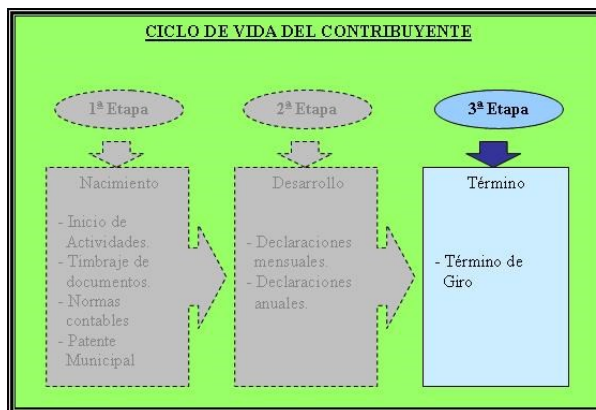 CICLO DE VIDA DEL CONTRIBUYENTE
1ª Etapa
2ª Etapa
3ª Etapa
Nacimiento
- Inicio de
Actividades.
- Timbraje de
documentos.
- Normas
contables
- Patente
Municipal
Desarrollo
- Declaraciones
mensuales.
- Declaraciones
anuales.
Término
- Término de
Giro